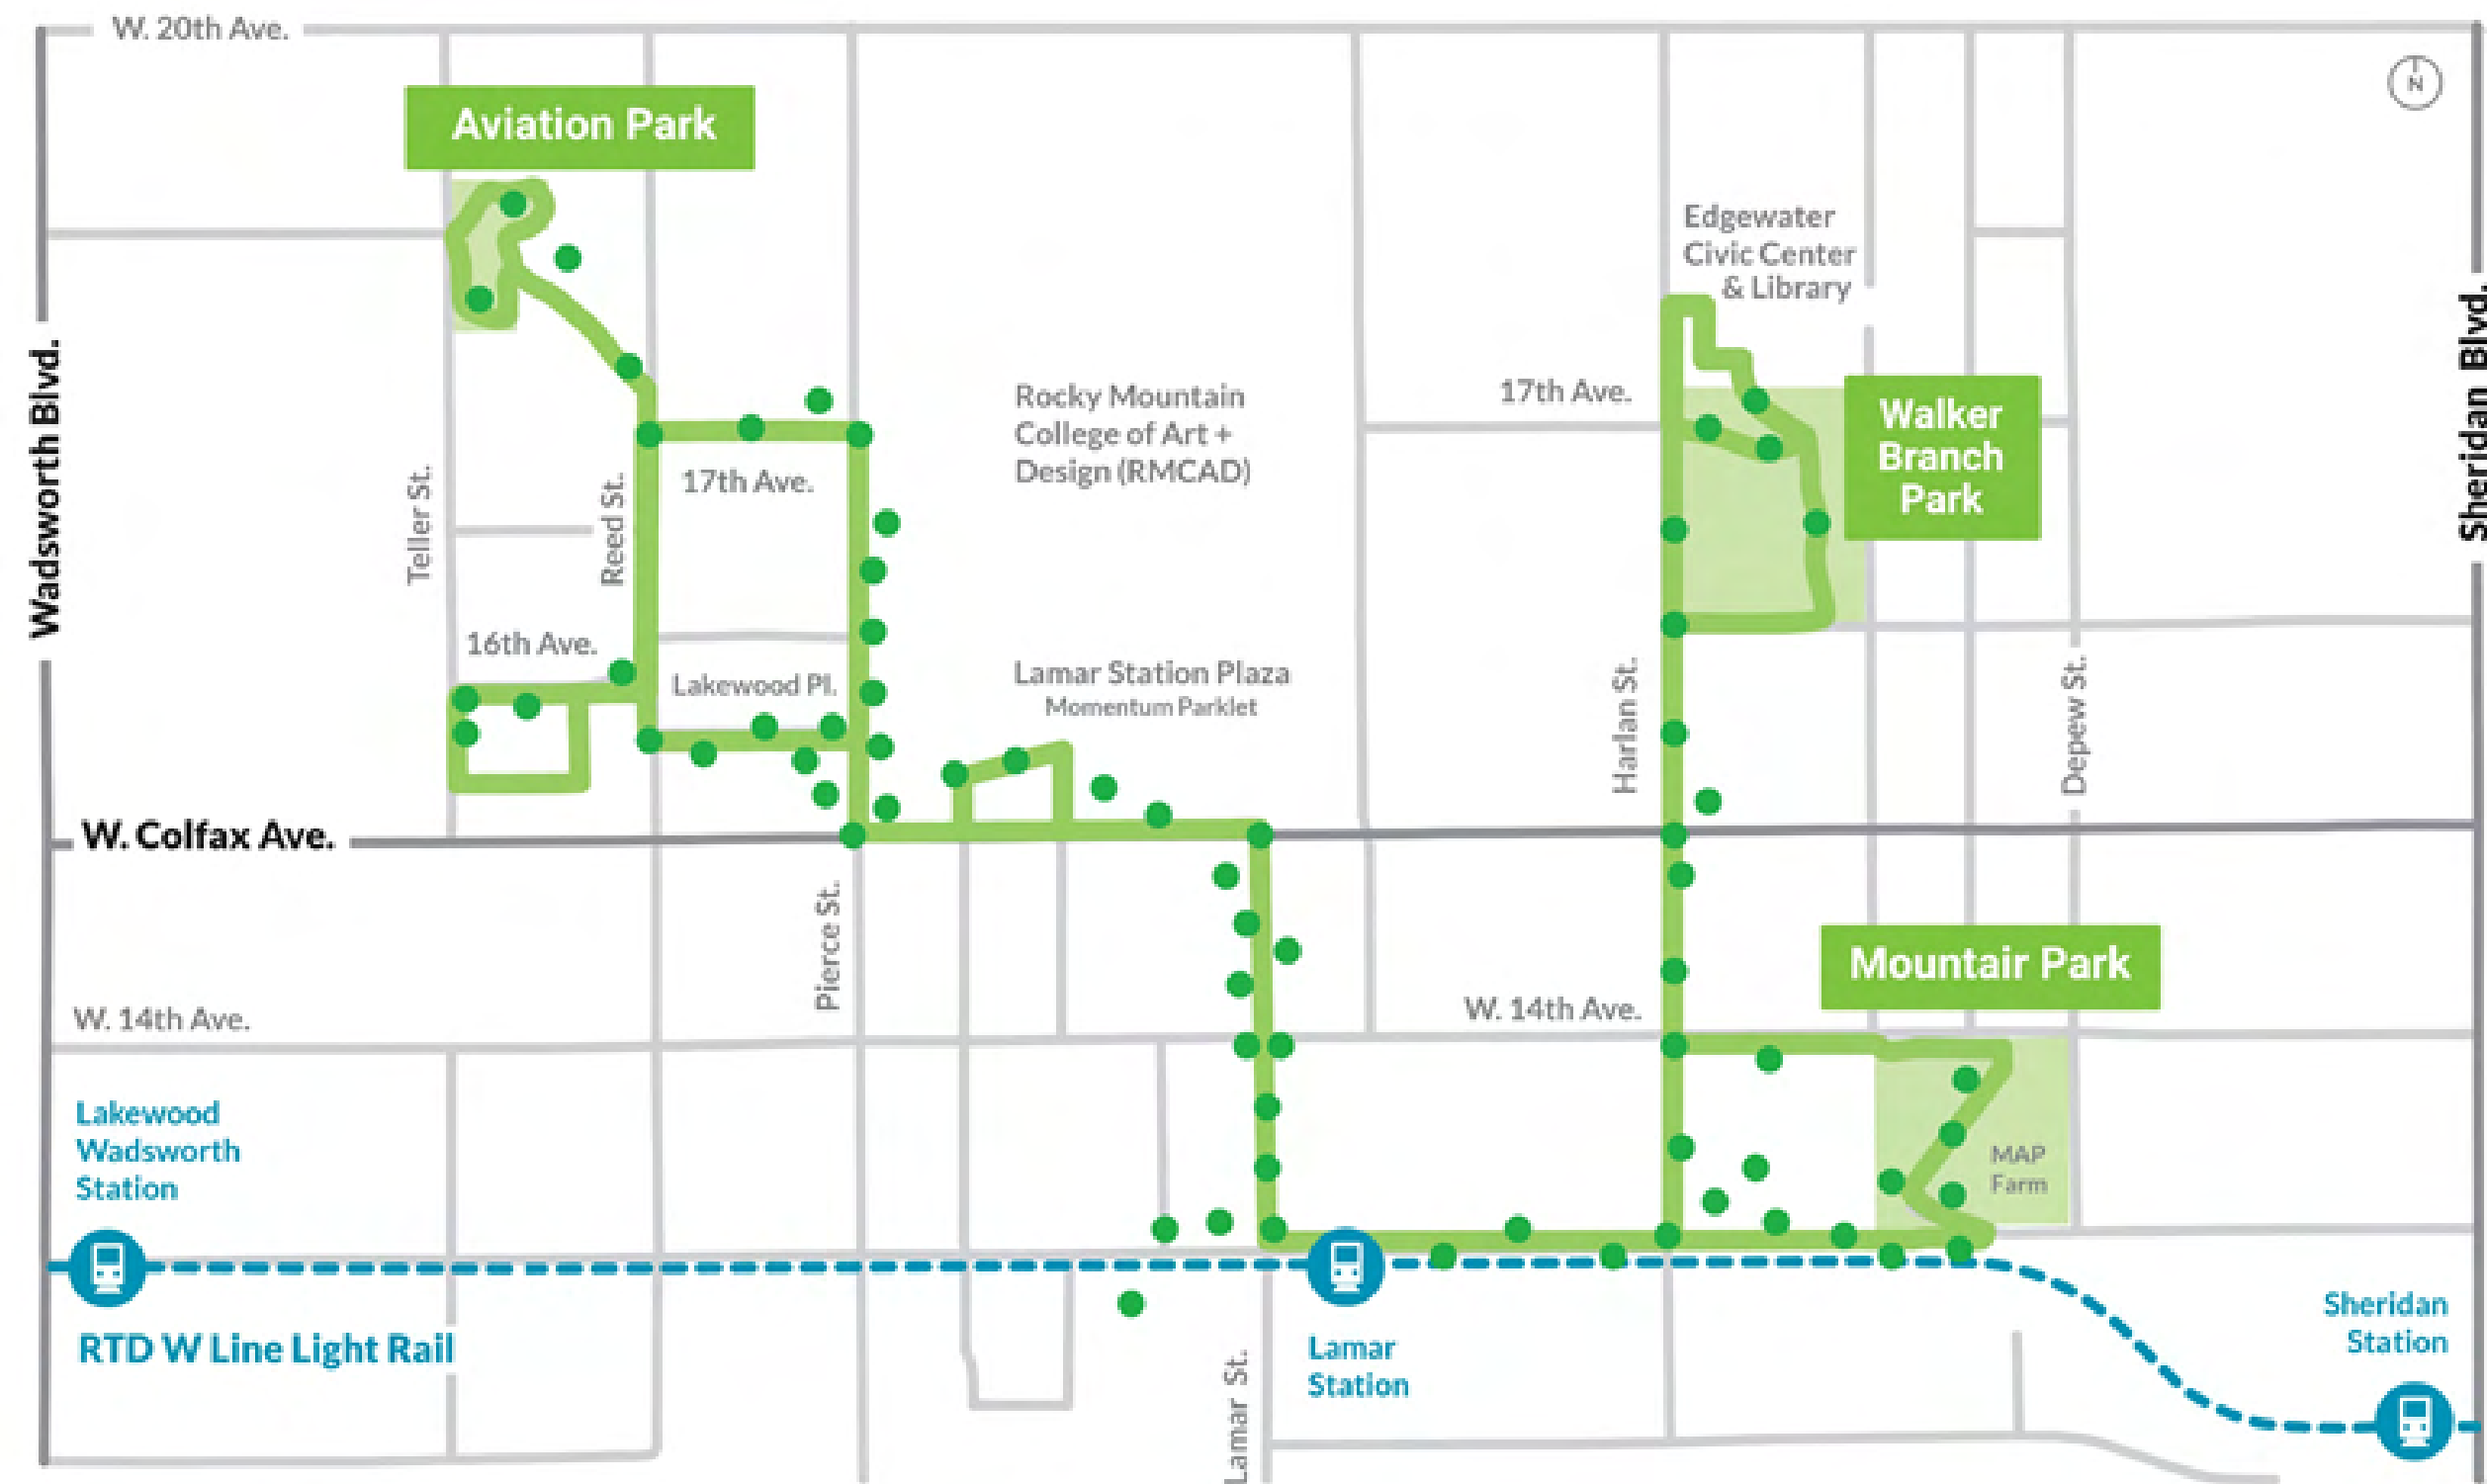 W. 20th Ave.
N
Aviation Park
Edgewater
Civic Center
& Library
Wadsworth Blvd.
Sheridan Blvd.
Rocky Mountain
College of Art +
Design (RMCAD)
17th Ave.
Walker
Branch
Park
Teller St.
Reed St.
17th Ave.
16th Ave.
Lakewood Pl.
Lamar Station Plaza
Momentum Parklet
Harlan St.
Depew St.
W. Colfax Ave.
Pierce St.
Mountair Park
W. 14th Ave.
W. 14th Ave.
Lakewood
Wadsworth
Station
MAP
Farm
RTD W Line Light Rail
Lamar St.
Lamar
Station
Sheridan
Station